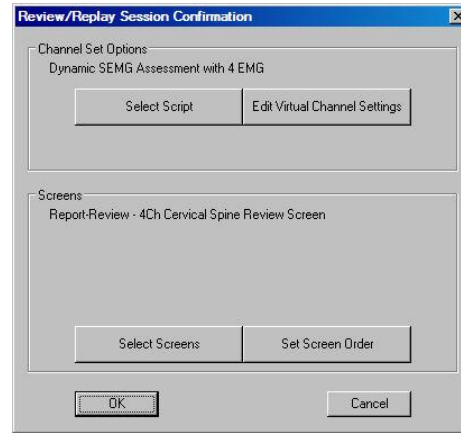 Review/Replay Session Confirmation
Channel Set Options
Dynamic SEMG Assessment with 4 EMG
Select Script
Edit Virtual Channel Settings
Screens
Report-Review - 4Ch Cervical Spine Review Screen
Select Screens
Set Screen Order
OK
Cancel